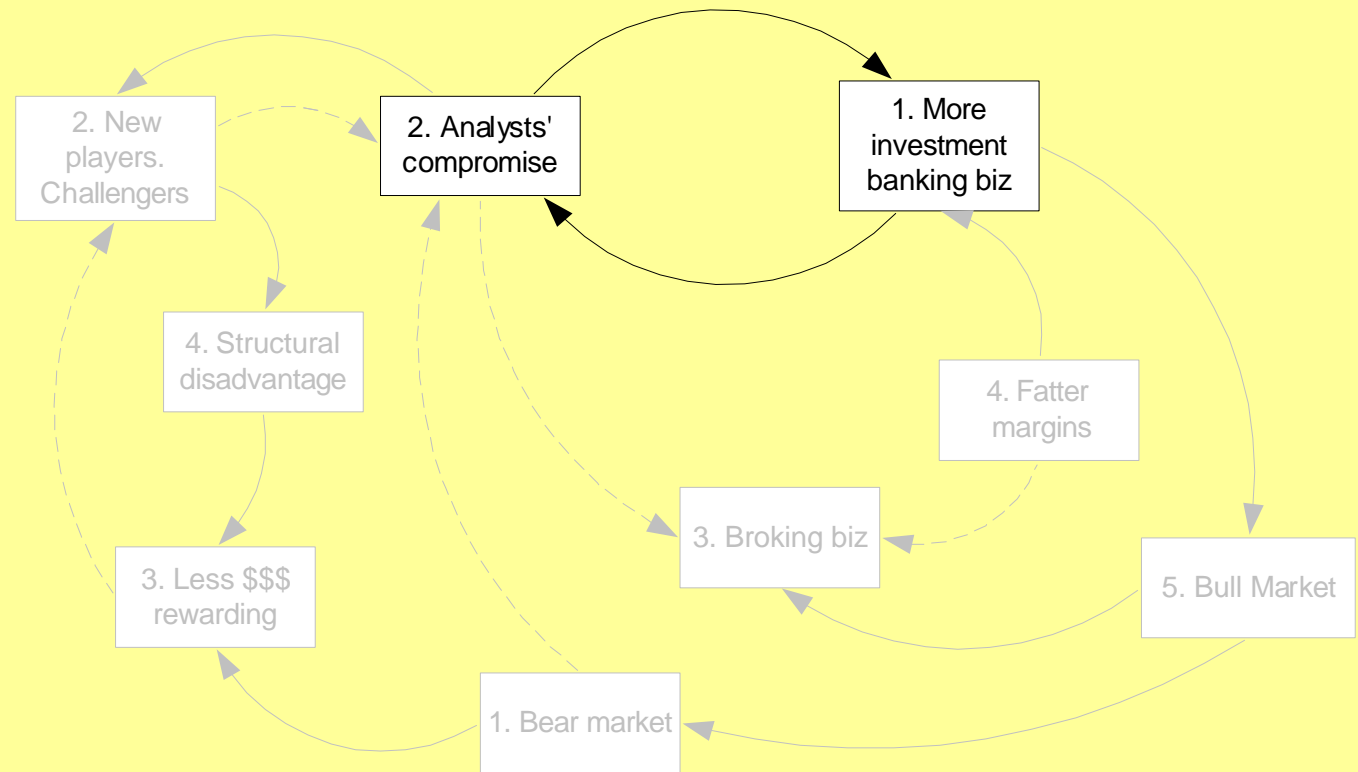 2. New
players.
Challengers
2. Analysts'
compromise
1. More
investment
banking biz
4. Structural
disadvantage
4. Fatter
margins
3. Broking biz
3. Less $$$
rewarding
5. Bull Market
1. Bear market